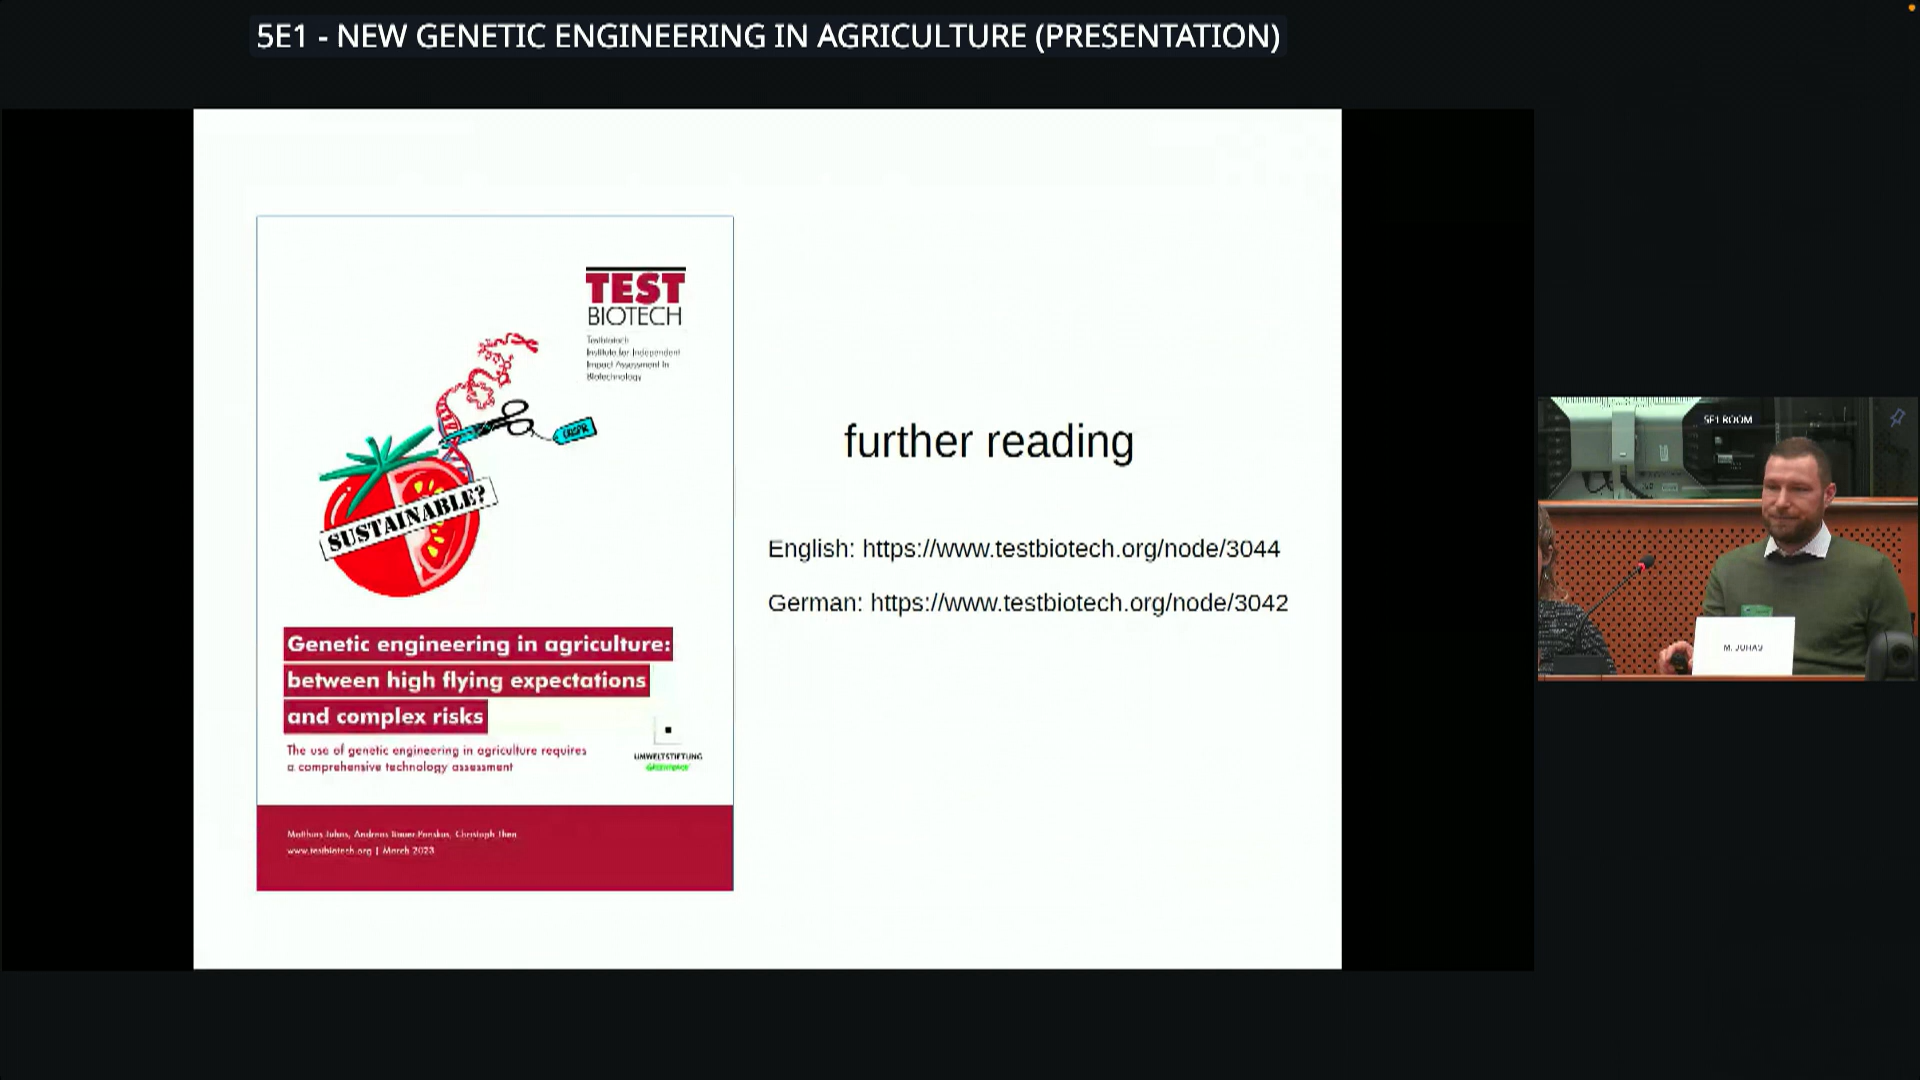 5E1 - NEW GENETIC ENGINEERING IN AGRICULTURE (PRESENTATION)
TEST
BIOTECH
Testbiotech
Institute for Independent
Impact Assessment in
Biotechnology
CRISPR
SUSTAINABLE?
Genetic engineering in agriculture:
between high flying expectations
and complex risks
The use of genetic engineering in agriculture requires
a comprehensive technology assessment
UMWELTSTIFTUNG
GREENPEACE
Matthias Juhas, Andreas Bauer-Panskus, Christoph Then
www.testbiotech.org | March 2023
further reading
English: https://www.testbiotech.org/node/3044
German: https://www.testbiotech.org/node/3042
5E1 ROOM
M. JUHAS